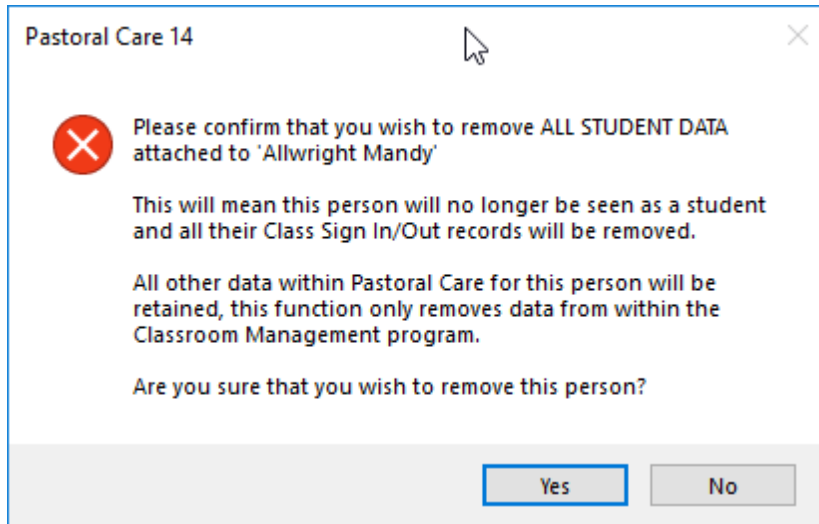 Pastoral Care 14
Please confirm that you wish to remove ALL STUDENT DATA
attached to 'Allwright Mandy'
This will mean this person will no longer be seen as a student
and all their Class Sign In/Out records will be removed.
All other data within Pastoral Care for this person will be
retained, this function only removes data from within the
Classroom Management program.
Are you sure that you wish to remove this person?
Yes No